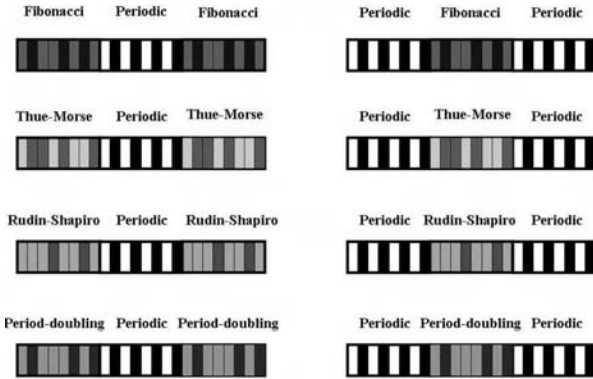 Fibonacci Periodic Fibonacci
Periodic Fibonacci Periodic
Thue-Morse Periodic Thue-Morse
Periodic Thue-Morse Periodic
Rudin-Shapiro Periodic Rudin-Shapiro
Periodic Rudin-Shapiro Periodic
Period-doubling Periodic Period-doubling
Periodic Period-doubling Periodic